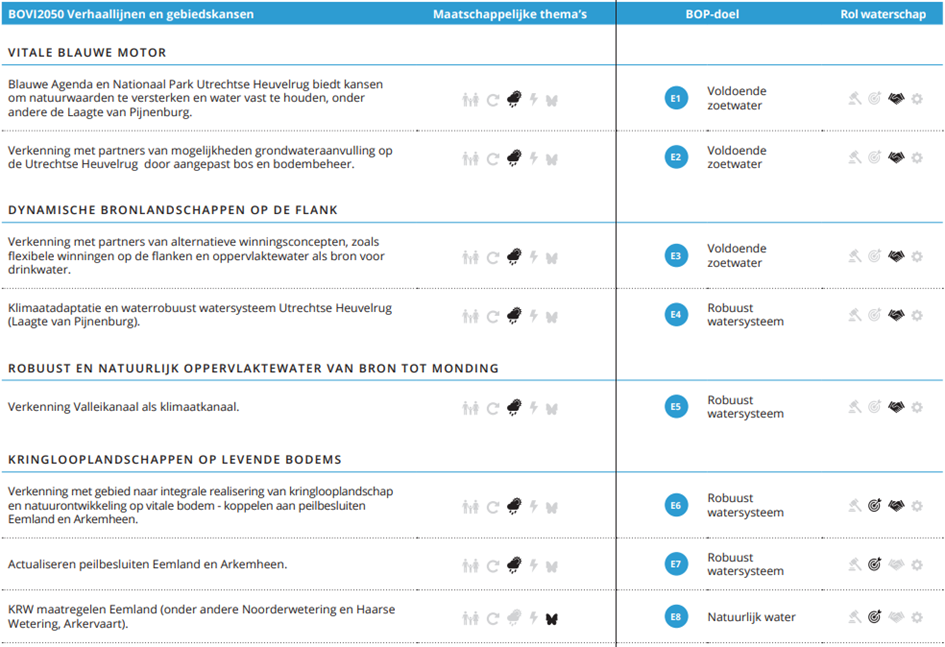 BOVI2050 Verhaallijnen en gebiedskansen Maatschappelijke thema's BOP-doel Rol waterschap
VITALE BLAUWE MOTOR
Blauwe Agenda en Nationaal Park Utrechtse Heuvelrug biedt kansen
om natuurwaarden te versterken en water vast te houden, onder
andere de Laagte van Pijnenburg.
E1
Voldoende
zoetwater
Verkenning met partners van mogelijkheden grondwateraanvulling op
de Utrechtse Heuvelrug door aangepast bos en bodembeheer.
E2
Voldoende
zoetwater
DYNAMISCHE BRONLANDSCHAPPEN OP DE FLANK
Verkenning met partners van alternatieve winningsconcepten, zoals
flexibele winningen op de flanken en oppervlaktewater als bron voor
drinkwater.
E3
Voldoende
zoetwater
Klimaatadaptatie en waterrobuust watersysteem Utrechtse Heuvelrug
(Laagte van Pijnenburg).
E4
Robuust
watersysteem
ROBUUST EN NATUURLIJK OPPERVLAKTEWATER VAN BRON TOT MONDING
Verkenning Valleikanaal als klimaatkanaal.
E5
Robuust
watersysteem
KRINGLOOPLANDSCHAPPEN OP LEVENDE BODEMS
Verkenning met gebied naar integrale realisering van kringlooplandschap
en natuurontwikkeling op vitale bodem - koppelen aan peilbesluiten
Eemland en Arkemheen.
E6
Robuust
watersysteem
Actualiseren peilbesluiten Eemland en Arkemheen.
E7
Robuust
watersysteem
KRW maatregelen Eemland (onder andere Noorderwetering en Haarse
Wetering, Arkervaart).
E8
Natuurlijk water